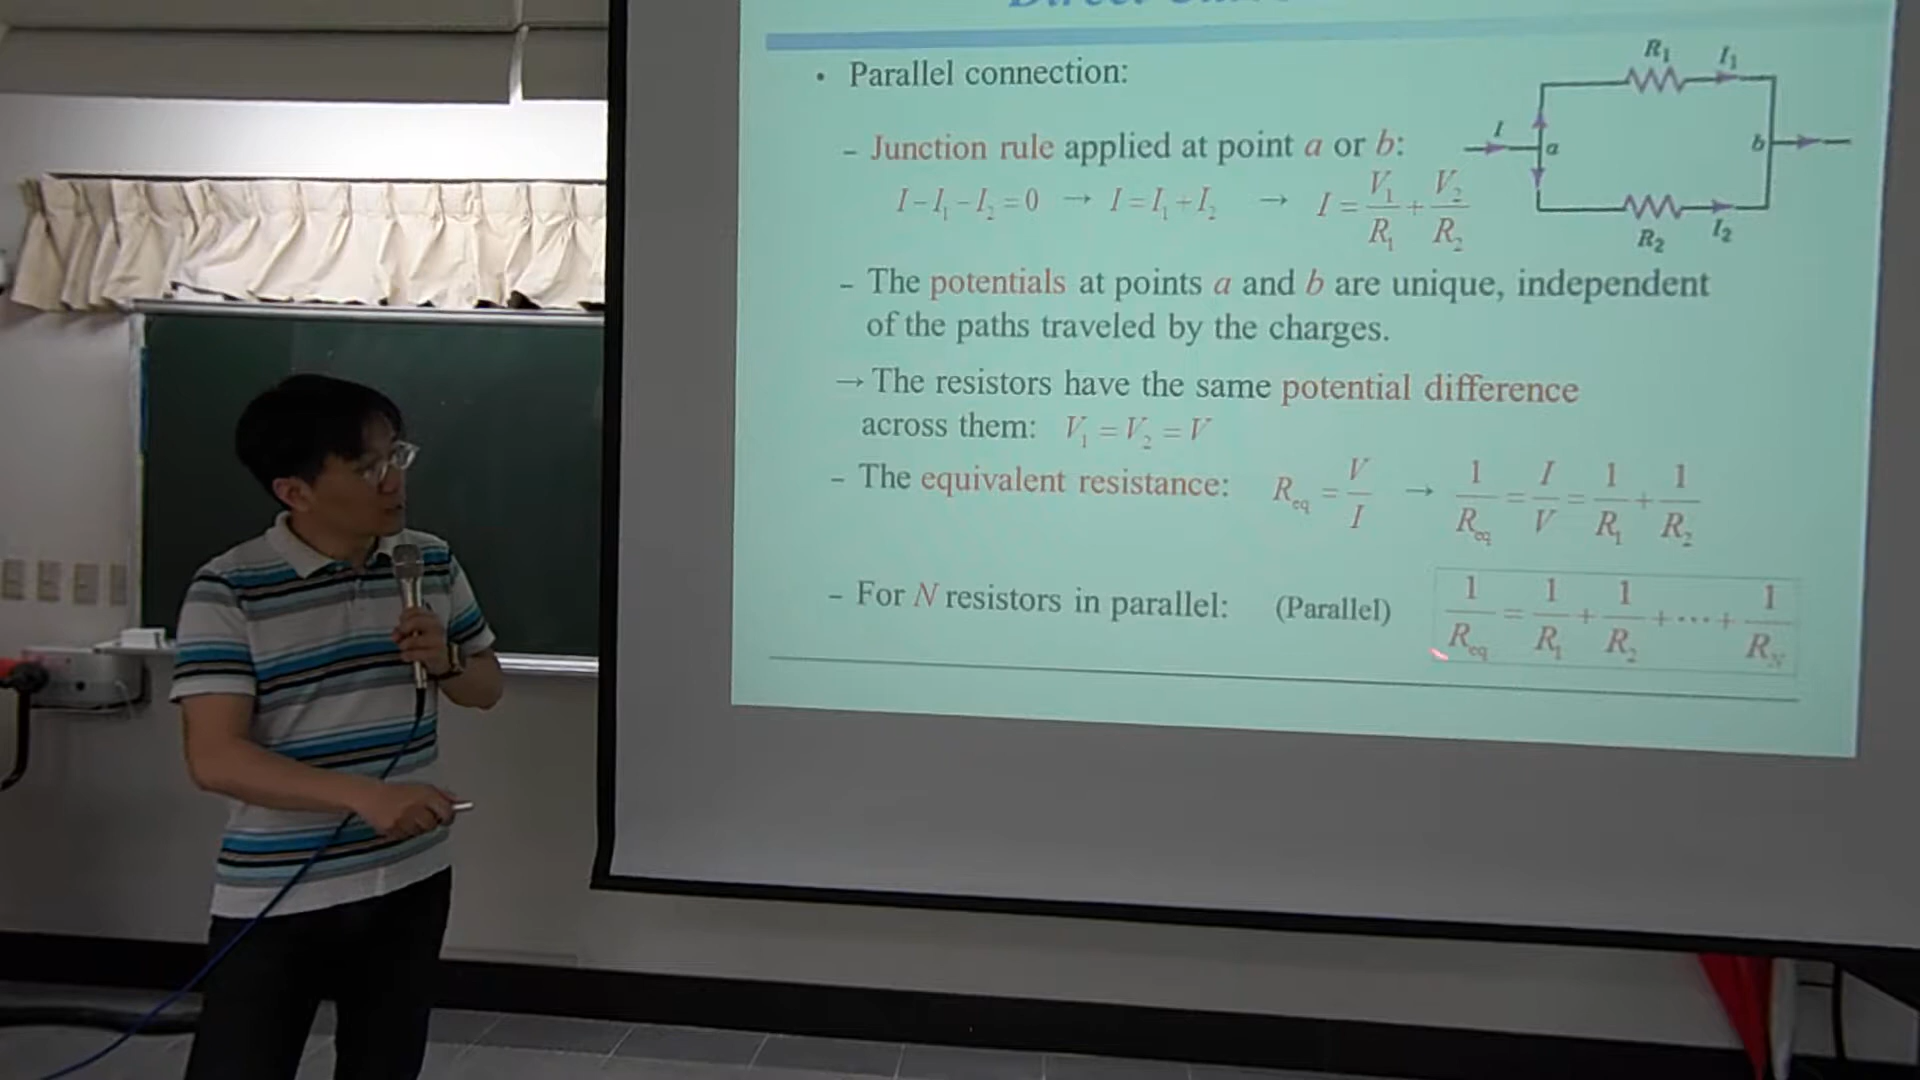 • Parallel connection:
R₁ I₁
I a b
R₂ I₂
– Junction rule applied at point a or b:
I – I₁ – I₂ = 0 → I = I₁ + I₂ → I = V₁/R₁ + V₂/R₂
– The potentials at points a and b are unique, independent
of the paths traveled by the charges.
→ The resistors have the same potential difference
across them: V₁ = V₂ = V
– The equivalent resistance: R_eq = V/I → 1/R_eq = I/V = 1/R₁ + 1/R₂
– For N resistors in parallel: (Parallel) 1/R_eq = 1/R₁ + 1/R₂ + ⋯ + 1/R_N